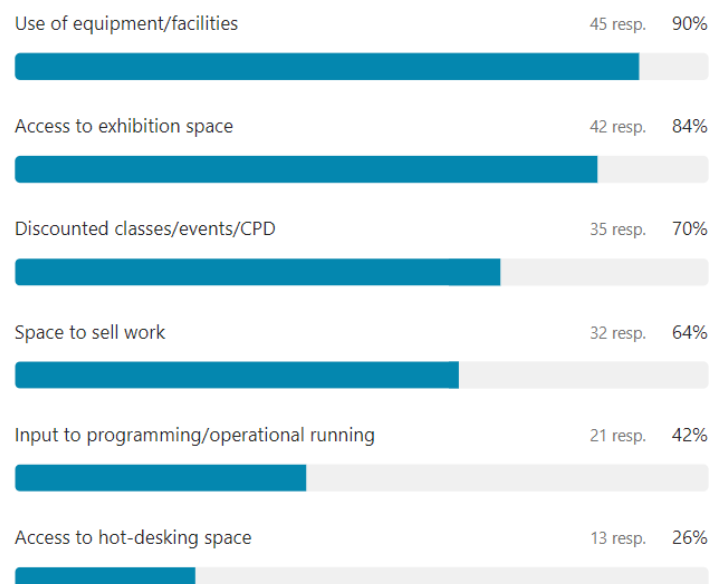 Use of equipment/facilities 45 resp. 90%
Access to exhibition space 42 resp. 84%
Discounted classes/events/CPD 35 resp. 70%
Space to sell work 32 resp. 64%
Input to programming/operational running 21 resp. 42%
Access to hot-desking space 13 resp. 26%